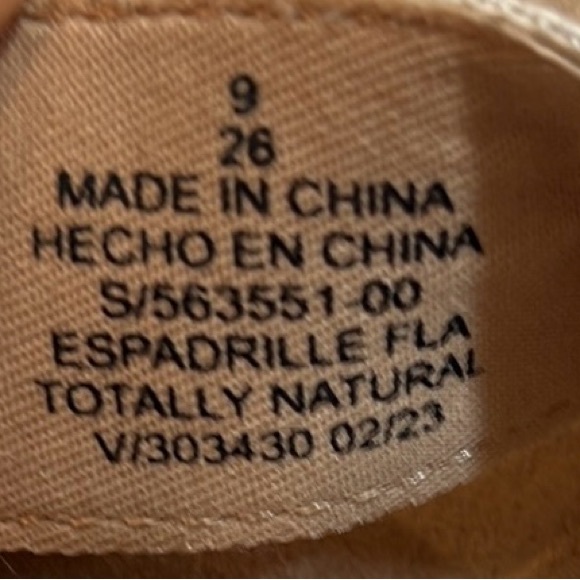 9
26
MADE IN CHINA
HECHO EN CHINA
S/563551-00
ESPADRILLE FLA
TOTALLY NATURAL
V/303430 02/23